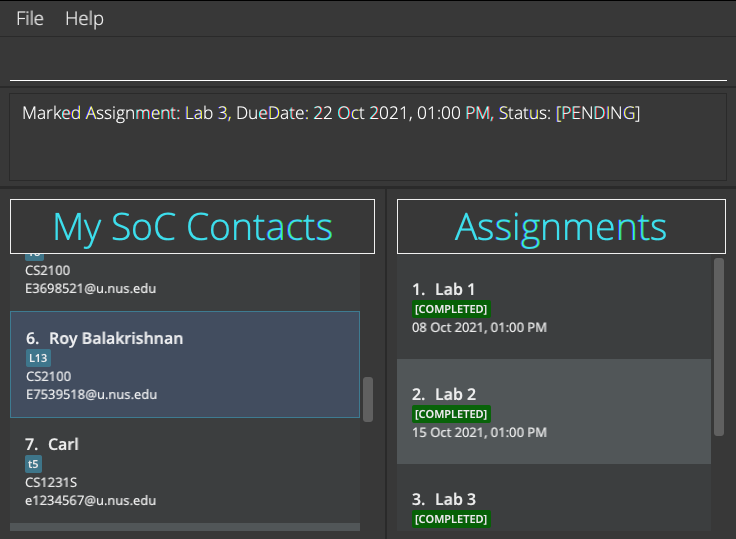 File Help
Marked Assignment: Lab 3, DueDate: 22 Oct 2021, 01:00 PM, Status: [PENDING]
My SoC Contacts
CS2100
E3698521@u.nus.edu
6. Roy Balakrishnan
L13
CS2100
E7539518@u.nus.edu
7. Carl
t5
CS1231S
e1234567@u.nus.edu
Assignments
1. Lab 1
[COMPLETED]
08 Oct 2021, 01:00 PM
2. Lab 2
[COMPLETED]
15 Oct 2021, 01:00 PM
3. Lab 3
[COMPLETED]